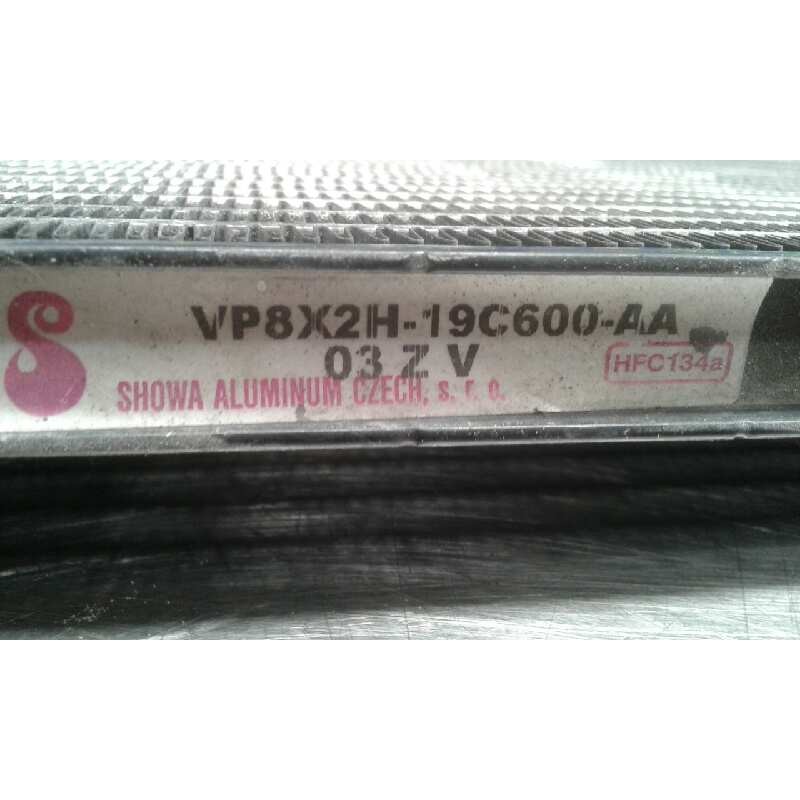 VP8X2H-19C600-AA
03 Z V
HFC134a
SHOWA ALUMINUM CZECH, s. r. o.